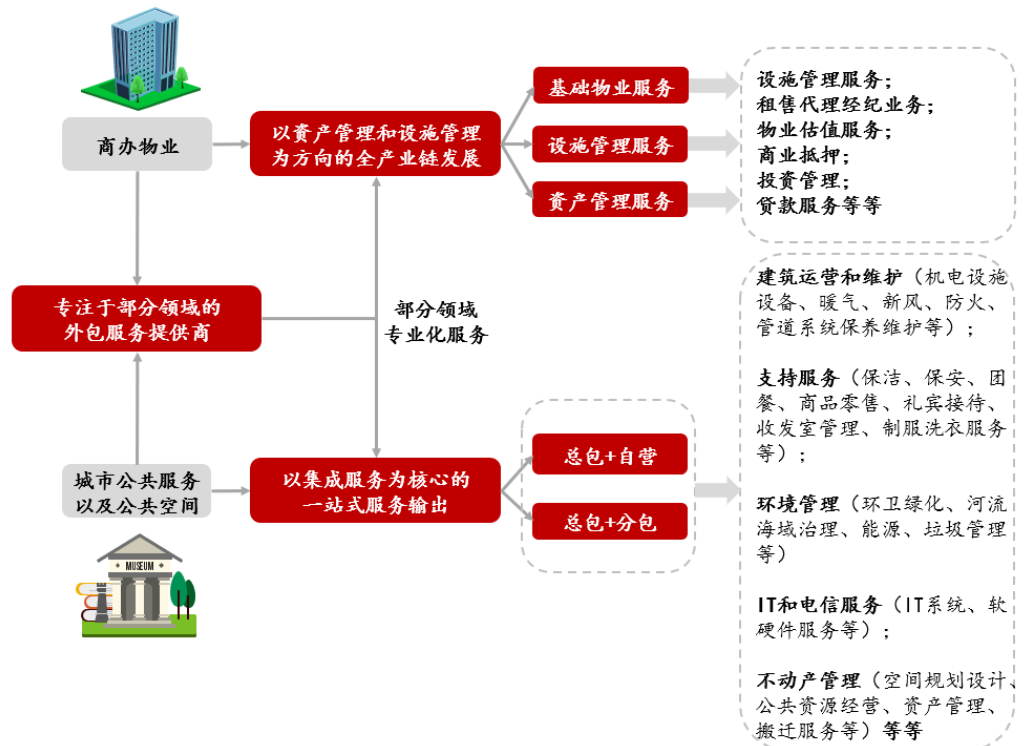 商办物业
以资产管理和设施管理
为方向的全产业链发展
基础物业服务
设施管理服务
资产管理服务
设施管理服务；
租售代理经纪业务；
物业估值服务；
商业抵押；
投资管理；
贷款服务等等
专注于部分领域的
外包服务提供商
部分领域
专业化服务
城市公共服务
以及公共空间
MUSEUM
以集成服务为核心的
一站式服务输出
总包+自营
总包+分包
建筑运营和维护（机电设施
设备、暖气、新风、防火、
管道系统保养维护等）；
支持服务（保洁、保安、团
餐、商品零售、礼宾接待、
收发室管理、制服洗衣服务
等）；
环境管理（环卫绿化、河流
海域治理、能源、垃圾管理
等）
IT和电信服务（IT系统、软
硬件服务等）；
不动产管理（空间规划设计、
公共资源经营、资产管理、
搬迁服务等）等等